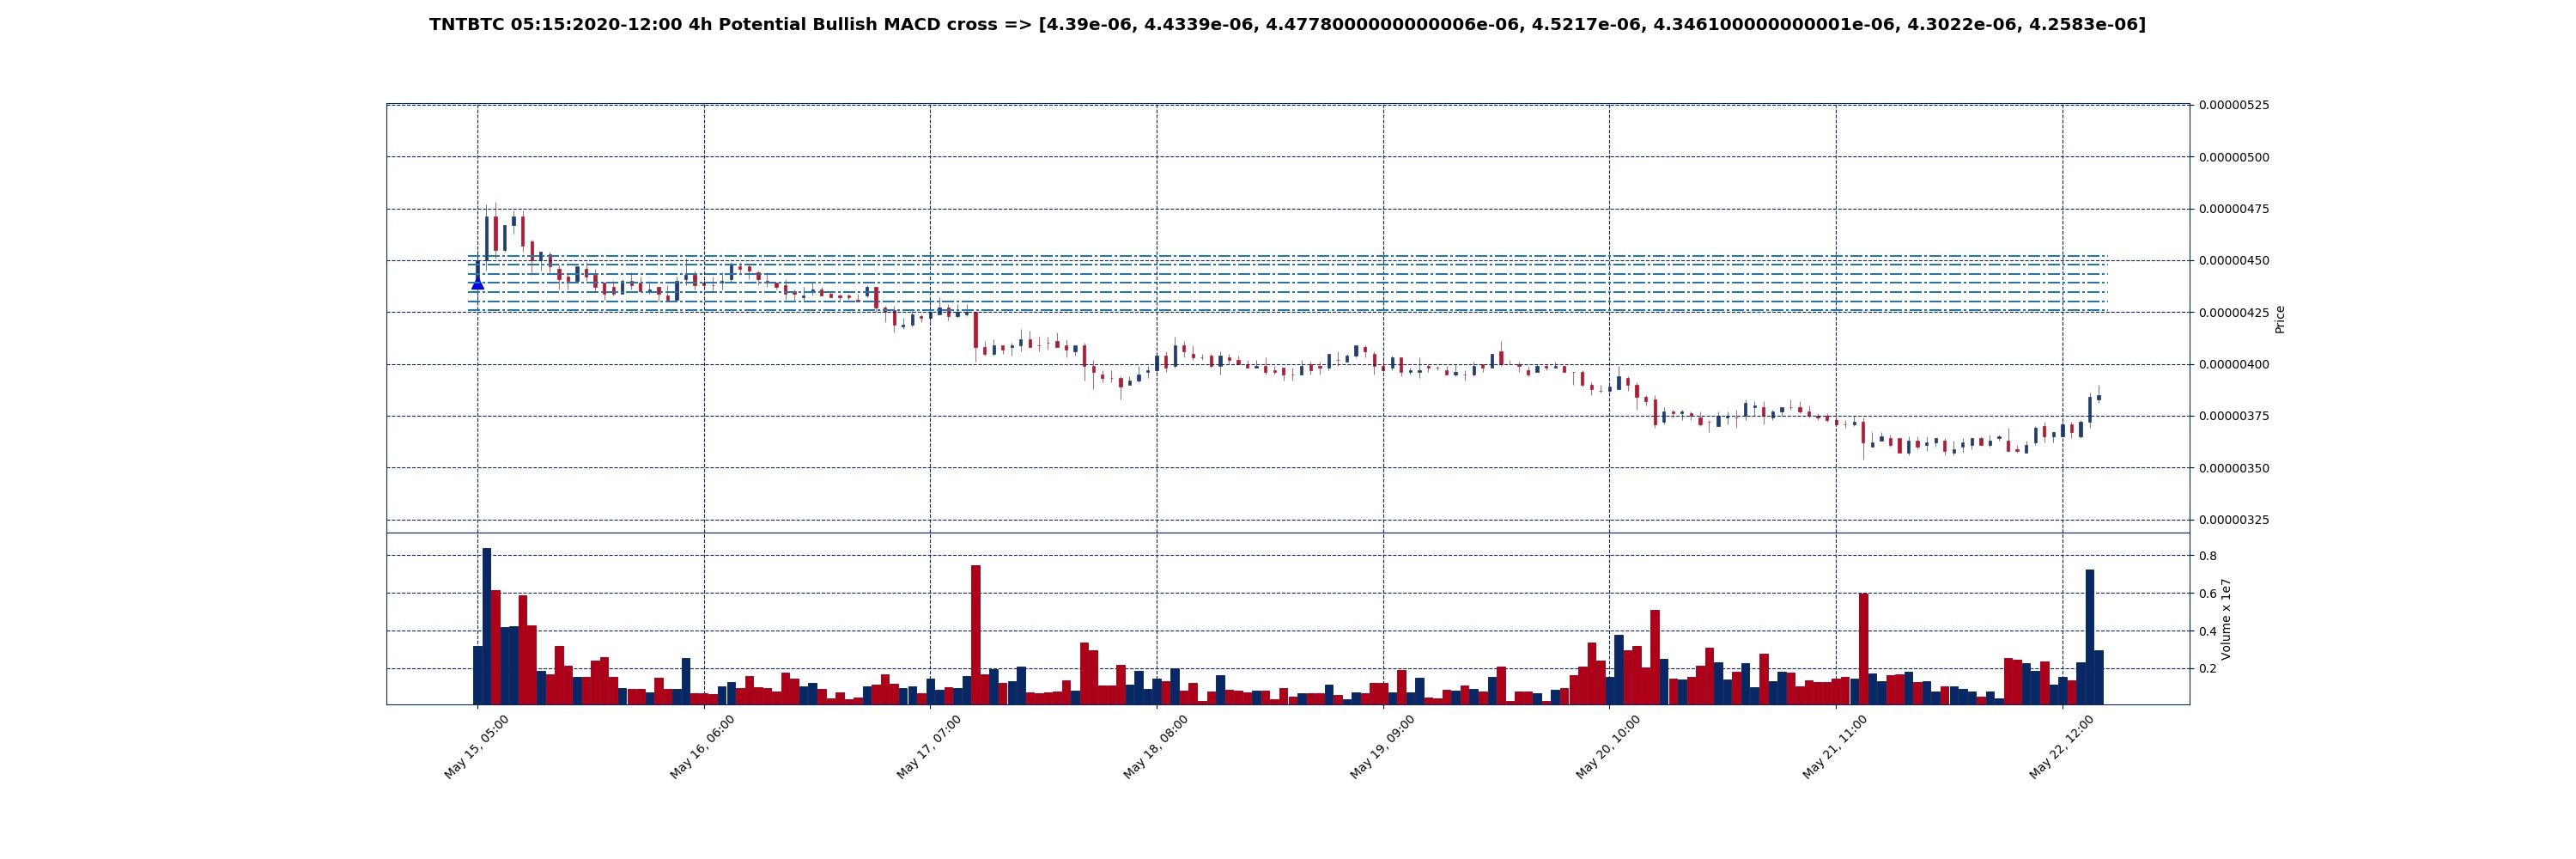 TNTBTC 05:15:2020-12:00 4h Potential Bullish MACD cross => [4.39e-06, 4.4339e-06, 4.4778000000000006e-06, 4.5217e-06, 4.346100000000001e-06, 4.3022e-06, 4.2583e-06]
0.00000525
0.00000500
0.00000475
0.00000450
0.00000425
0.00000400
0.00000375
0.00000350
0.00000325
Price
0.8
0.6
0.4
0.2
Volume x 1e7
May 15, 05:00
May 16, 06:00
May 17, 07:00
May 18, 08:00
May 19, 09:00
May 20, 10:00
May 21, 11:00
May 22, 12:00